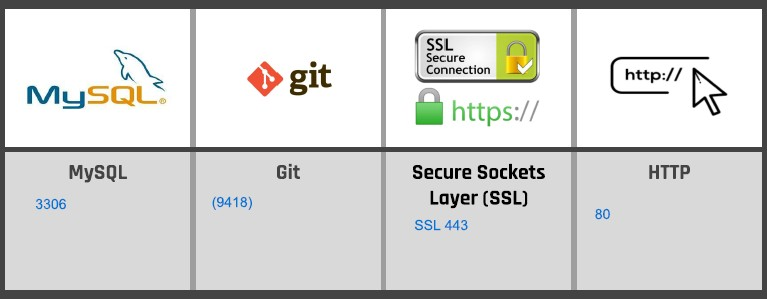 MySQL®
git
SSL
Secure
Connection
https://
http://
MySQL
3306
Git
(9418)
Secure Sockets
Layer (SSL)
SSL 443
HTTP
80